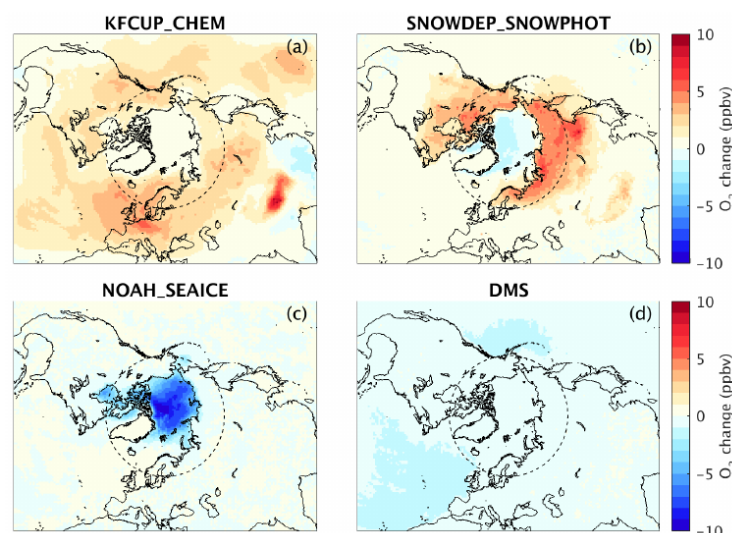 KFCUP_CHEM
(a)
SNOWDEP_SNOWPHOT
(b)
10
5
0
−5
−10
O₃ change (ppbv)
NOAH_SEAICE
(c)
DMS
(d)
10
5
0
−5
−10
O₃ change (ppbv)